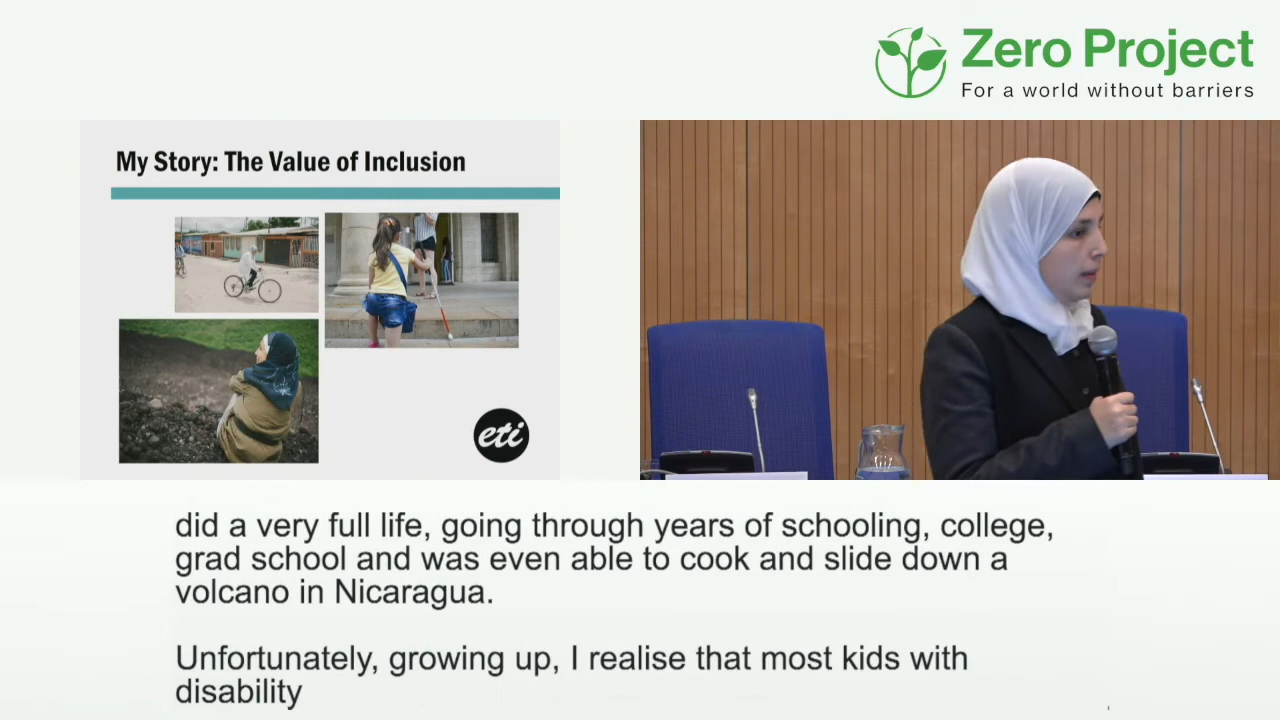 Zero Project
For a world without barriers
My Story: The Value of Inclusion
eti
did a very full life, going through years of schooling, college,
grad school and was even able to cook and slide down a
volcano in Nicaragua.
Unfortunately, growing up, I realise that most kids with
disability